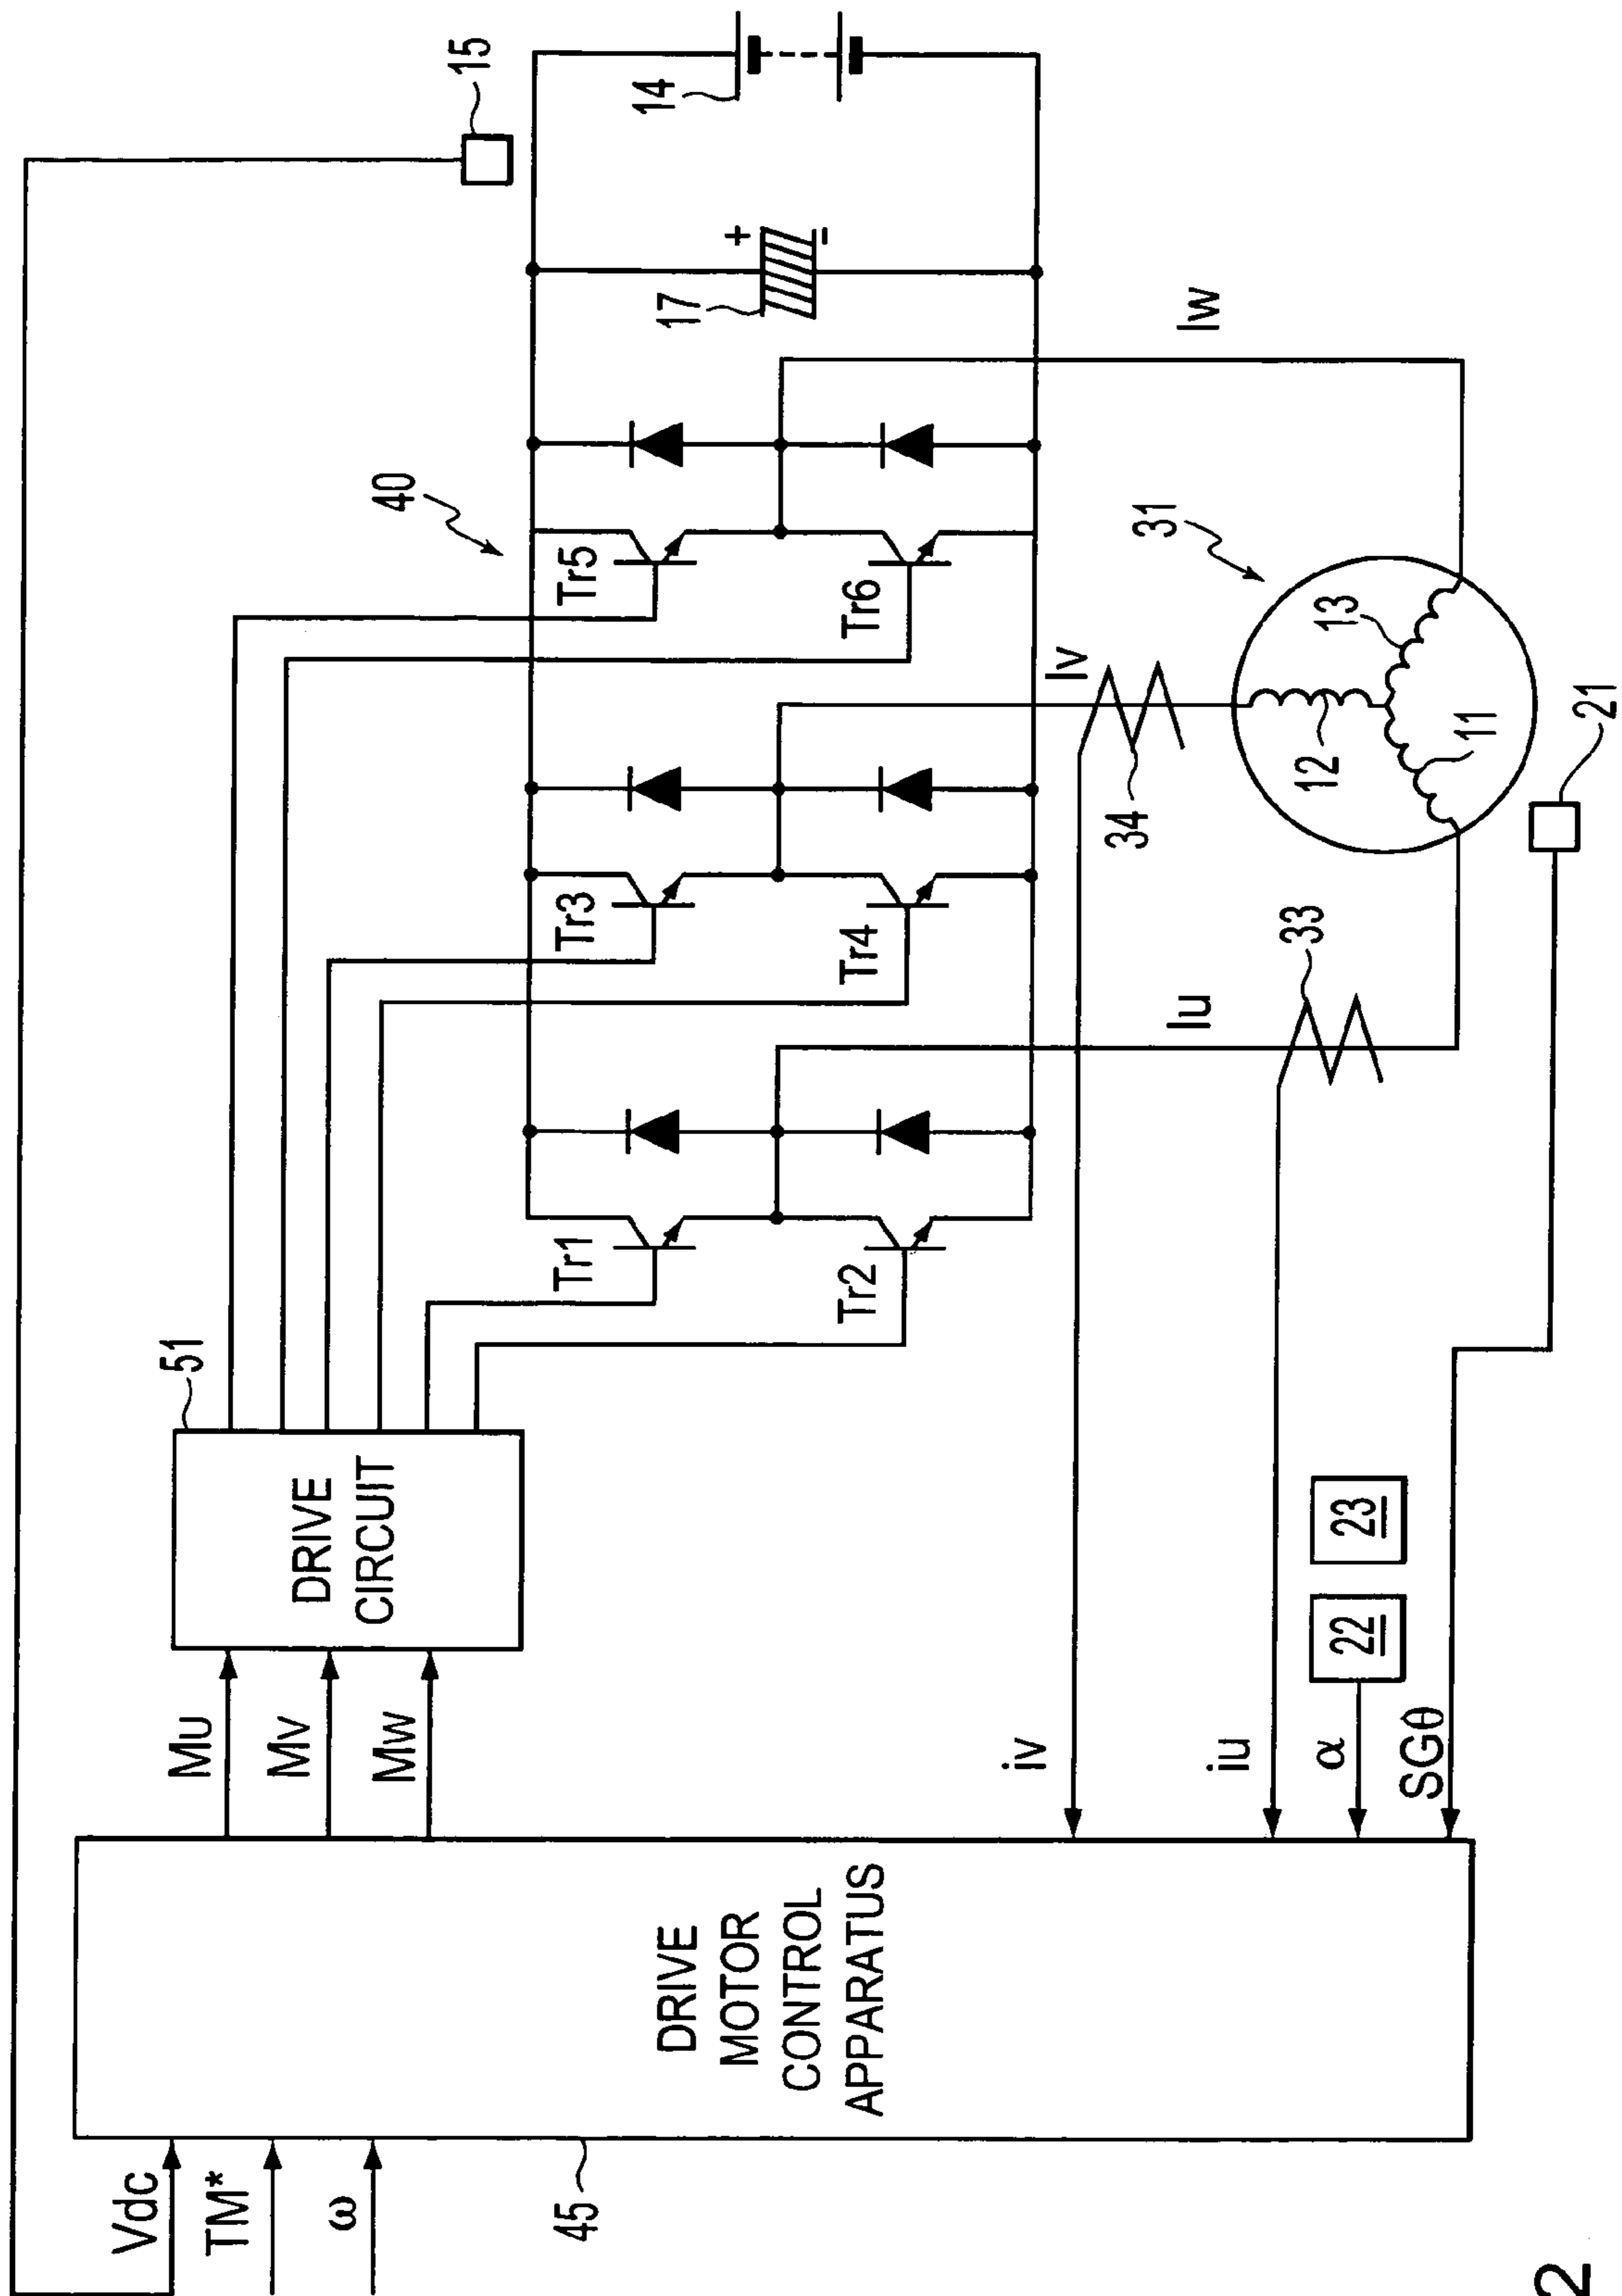 15
14
17
+
-
40
Tr5
Tr6
Tr3
Tr4
Tr1
Tr2
Iw
Iv
Iu
31
13
12
11
21
34
33
51
DRIVE
CIRCUIT
Mu
Mv
Mw
iv
iu
α
SGθ
22
23
DRIVE
MOTOR
CONTROL
APPARATUS
Vdc
TM*
ω
45
2